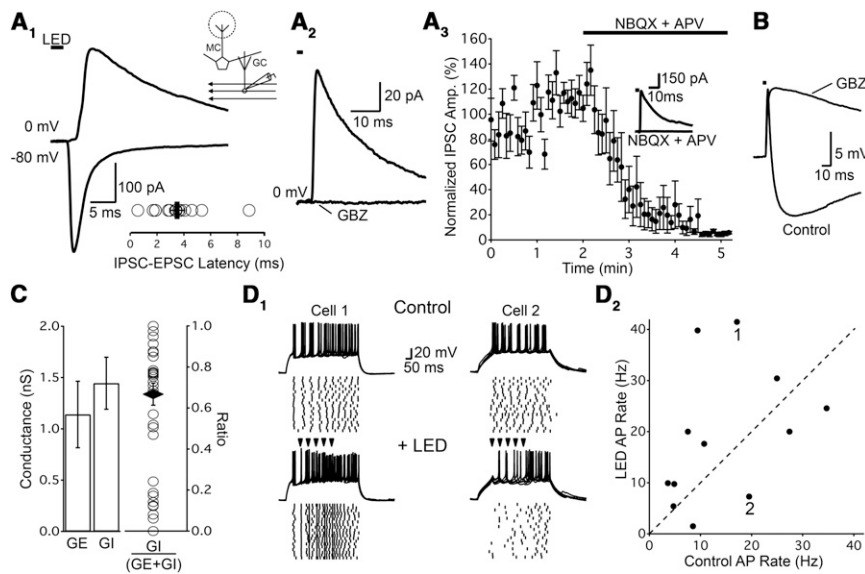 A1
LED
MC
GC
0 mV
-80 mV
100 pA
5 ms
0 2 4 6 8 10
IPSC-EPSC Latency (ms)
A2
20 pA
10 ms
0 mV
GBZ
A3
NBQX + APV
Normalized IPSC Amp. (%)
160
140
120
100
80
60
40
20
0
150 pA
10ms
NBQX + APV
0 1 2 3 4 5
Time (min)
B
GBZ
5 mV
10 ms
Control
C
Conductance (nS)
2.0
1.5
1.0
0.5
0
GE GI
1.0
0.8
0.6
0.4
0.2
0.0
Ratio
GI
(GE+GI)
D1
Control
Cell 1
Cell 2
20 mV
50 ms
+ LED
D2
LED AP Rate (Hz)
40
30
20
10
0
1
2
0 10 20 30 40
Control AP Rate (Hz)